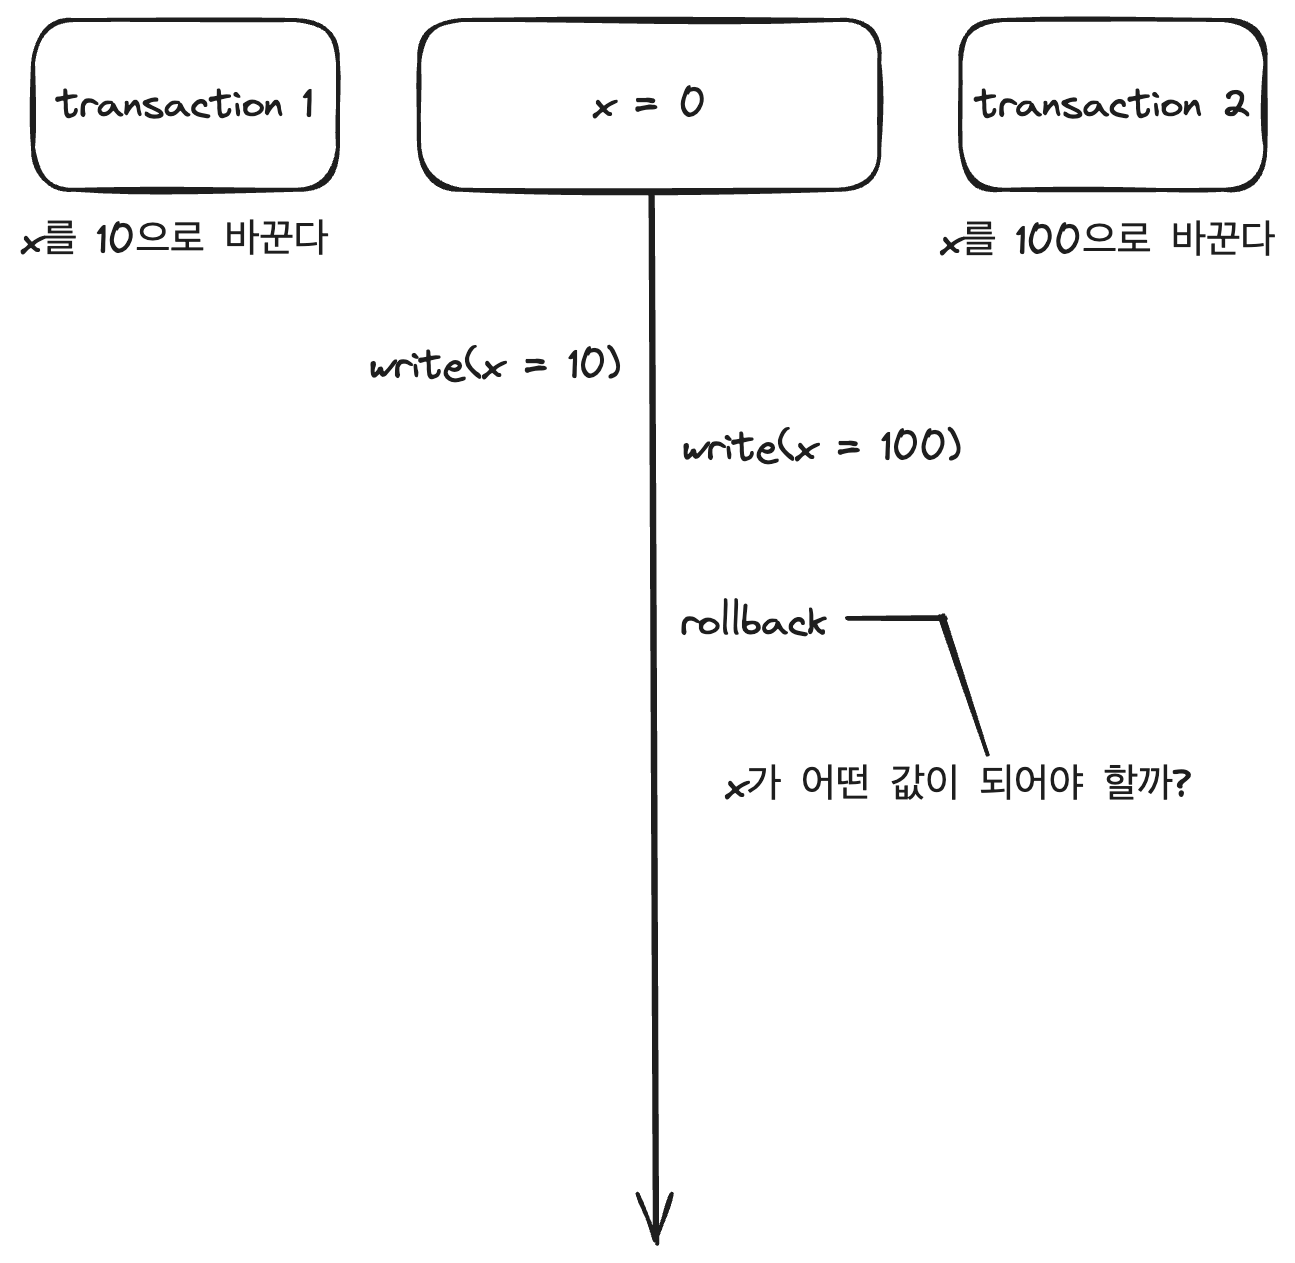 transaction 1
x = 0
transaction 2
x를 10으로 바꾼다
x를 100으로 바꾼다
write(x = 10)
write(x = 100)
rollback
x가 어떤 값이 되어야 할까?